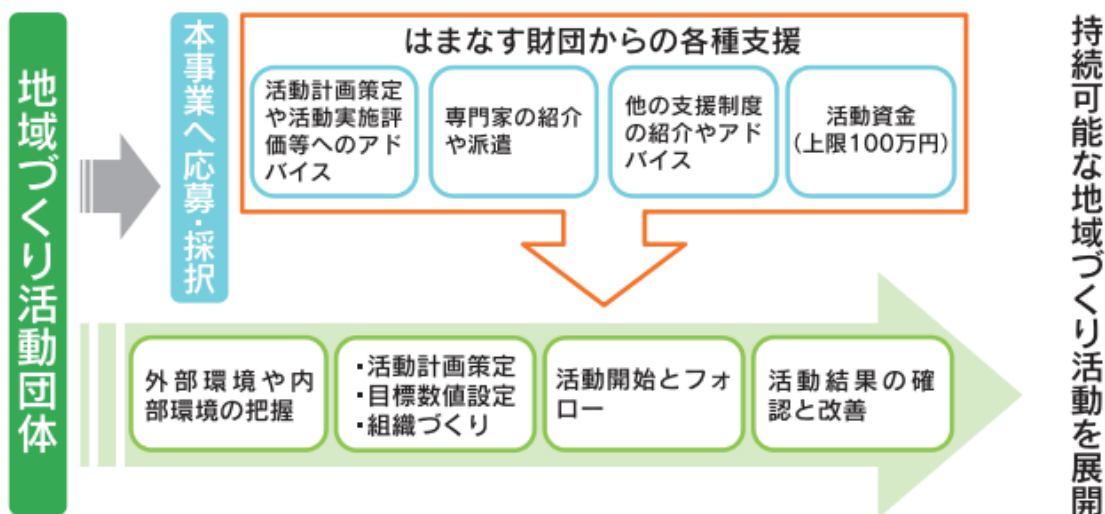 地域づくり活動団体
本事業へ応募・採択
はまなす財団からの各種支援
活動計画策定
や活動実施評
価等へのアド
バイス
専門家の紹介
や派遣
他の支援制度
の紹介やアド
バイス
活動資金
(上限100万円)
外部環境や内
部環境の把握
・活動計画策定
・目標数値設定
・組織づくり
活動開始とフォ
ロー
活動結果の確
認と改善
持続可能な地域づくり活動を展開